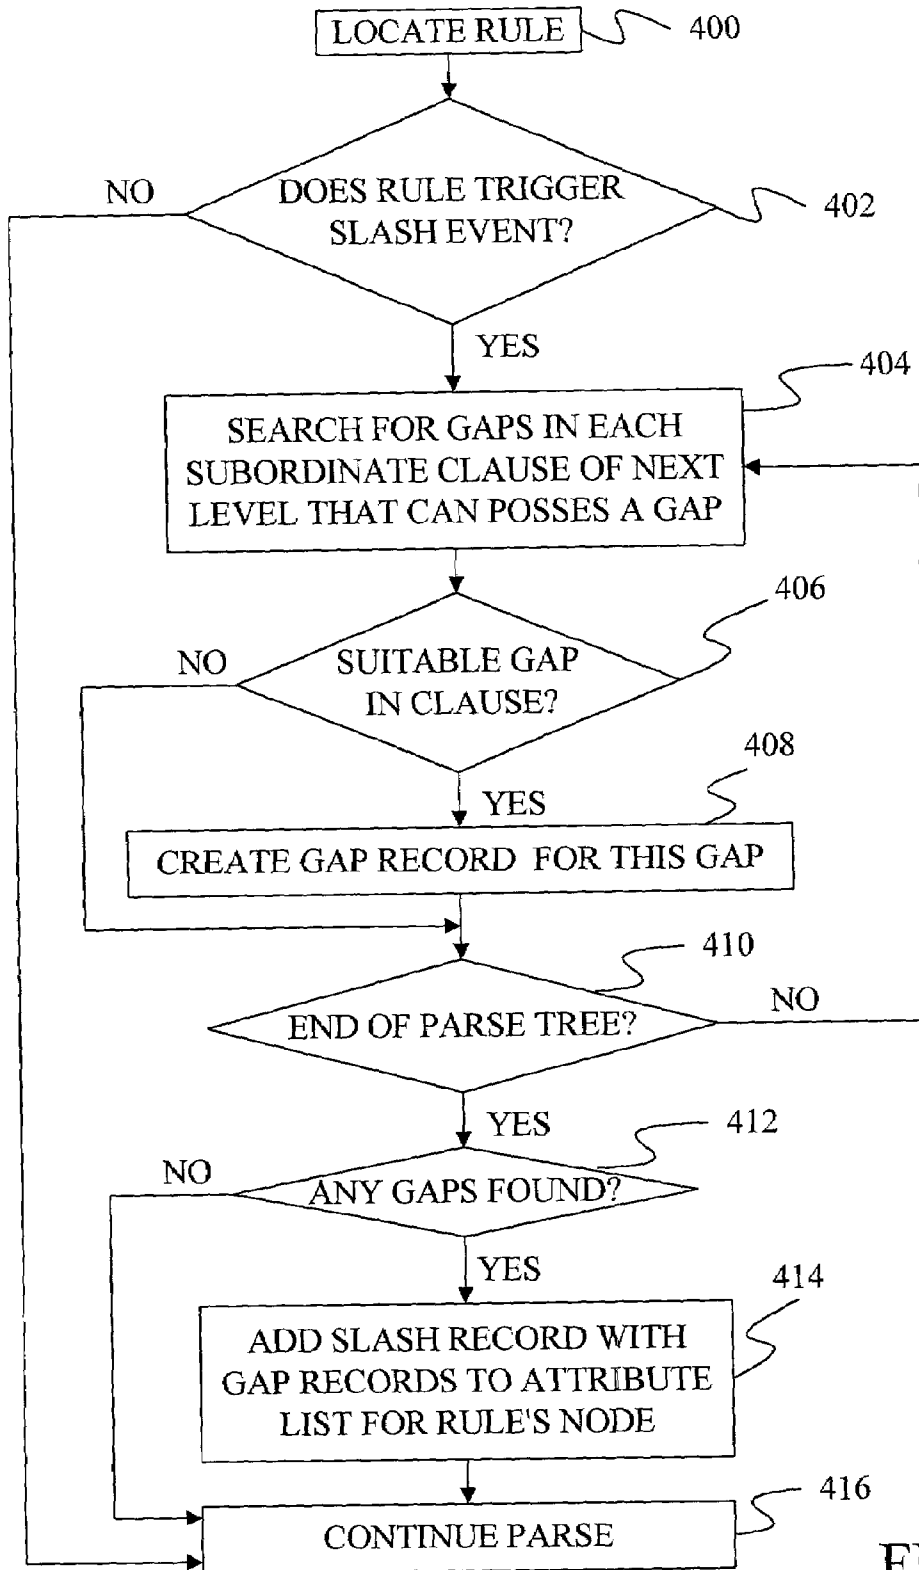 LOCATE RULE
400
NO
DOES RULE TRIGGER
SLASH EVENT?
402
YES
404
SEARCH FOR GAPS IN EACH
SUBORDINATE CLAUSE OF NEXT
LEVEL THAT CAN POSSES A GAP
406
NO
SUITABLE GAP
IN CLAUSE?
408
YES
CREATE GAP RECORD FOR THIS GAP
410
NO
END OF PARSE TREE?
YES
412
NO
ANY GAPS FOUND?
YES
414
ADD SLASH RECORD WITH
GAP RECORDS TO ATTRIBUTE
LIST FOR RULE'S NODE
416
CONTINUE PARSE